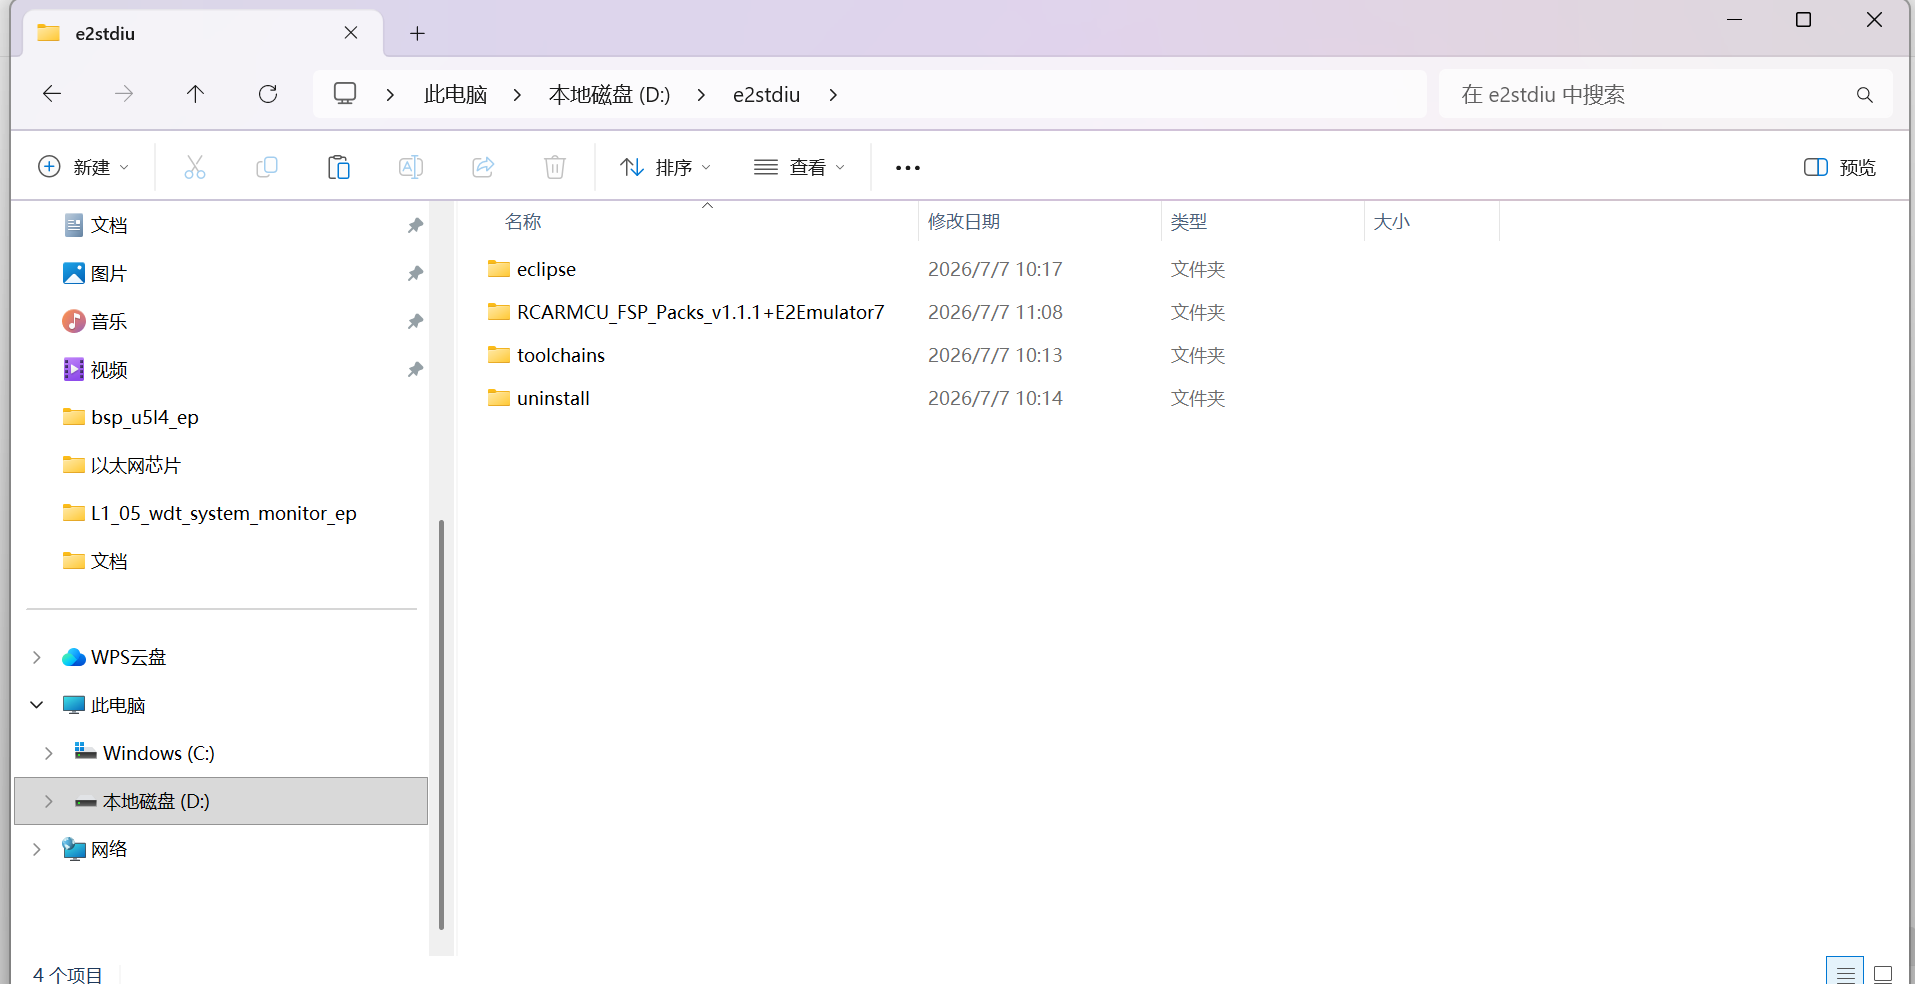 e2stdiu
此电脑 本地磁盘 (D:) e2stdiu
在 e2stdiu 中搜索
新建 排序 查看 预览
名称 修改日期 类型 大小
eclipse 2026/7/7 10:17 文件夹
RCARMCU_FSP_Packs_v1.1.1+E2Emulator7 2026/7/7 11:08 文件夹
toolchains 2026/7/7 10:13 文件夹
uninstall 2026/7/7 10:14 文件夹
文档
图片
音乐
视频
bsp_u5l4_ep
以太网芯片
L1_05_wdt_system_monitor_ep
文档
WPS云盘
此电脑
Windows (C:)
本地磁盘 (D:)
网络
4 个项目